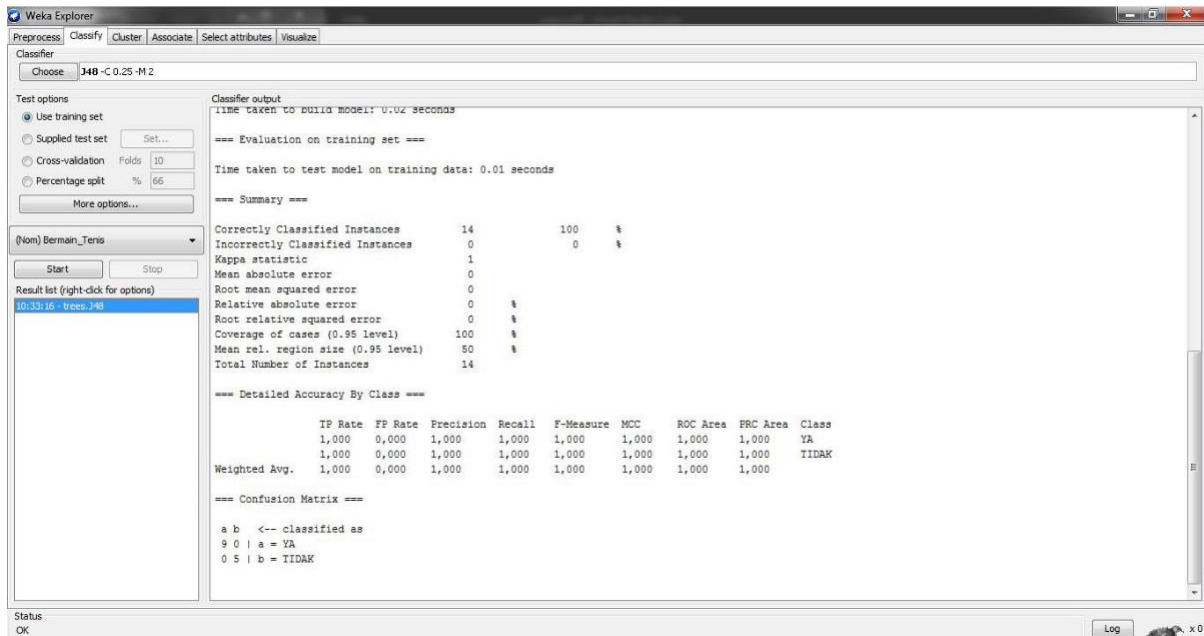 Weka Explorer
Preprocess Classify Cluster Associate Select attributes Visualize
Classifier
Choose J48 -C 0.25 -M 2
Test options
Use training set
Supplied test set Set...
Cross-validation Folds 10
Percentage split % 66
More options...
(Nom) Bermain_Tenis
Start Stop
Result list (right-click for options)
10:33:16 - trees.J48
Classifier output
Time taken to build model: 0.02 seconds
=== Evaluation on training set ===
Time taken to test model on training data: 0.01 seconds
=== Summary ===
Correctly Classified Instances 14 100 %
Incorrectly Classified Instances 0 0 %
Kappa statistic 1
Mean absolute error 0
Root mean squared error 0
Relative absolute error 0 %
Root relative squared error 0 %
Coverage of cases (0.95 level) 100 %
Mean rel. region size (0.95 level) 50 %
Total Number of Instances 14
=== Detailed Accuracy By Class ===
TP Rate FP Rate Precision Recall F-Measure MCC ROC Area PRC Area Class
1,000 0,000 1,000 1,000 1,000 1,000 1,000 1,000 YA
1,000 0,000 1,000 1,000 1,000 1,000 1,000 1,000 TIDAK
Weighted Avg. 1,000 0,000 1,000 1,000 1,000 1,000 1,000 1,000
=== Confusion Matrix ===
a b <-- classified as
9 0 | a = YA
0 5 | b = TIDAK
Status
OK
Log x 0